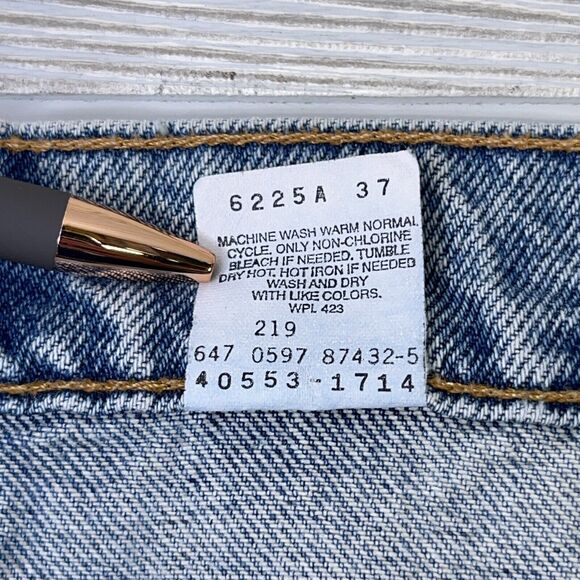 6225A 37
MACHINE WASH WARM NORMAL
CYCLE. ONLY NON-CHLORINE
BLEACH IF NEEDED. TUMBLE
DRY HOT. HOT IRON IF NEEDED
WASH AND DRY
WITH LIKE COLORS.
WPL 423
219
647 0597 87432-5
40553-1714